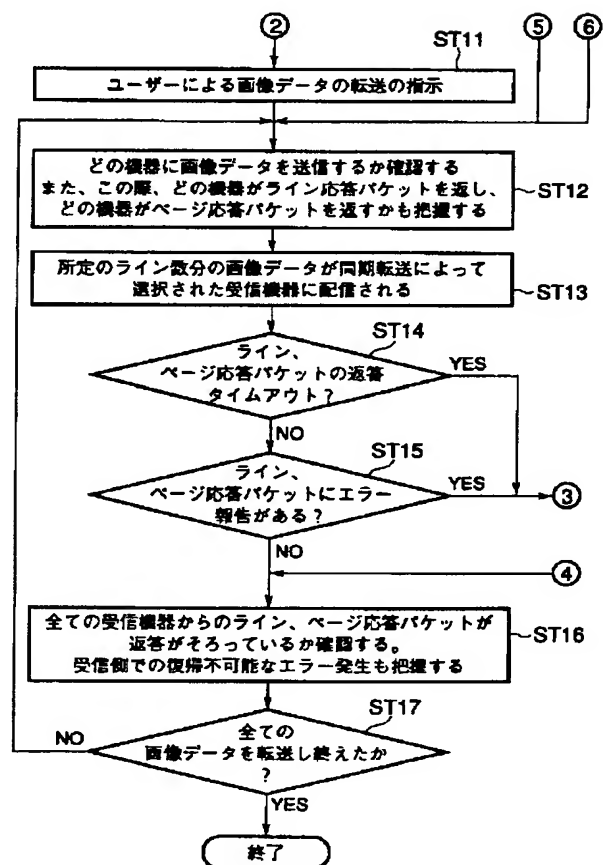 ②
ST11
⑤
⑥
ユーザーによる画像データの転送の指示
どの機器に画像データを送信するか確認する
また、この際、どの機器がライン応答パケットを返し、
どの機器がページ応答パケットを返すかも把握する
ST12
所定のライン数分の画像データが同期転送によって
選択された受信機器に配信される
ST13
ST14
ライン、
ページ応答パケットの返答
タイムアウト?
YES
NO
ST15
ライン、
ページ応答パケットにエラー
報告がある?
YES
③
NO
④
全ての受信機器からのライン、ページ応答パケットが
返答がそろっているか確認する。
受信側での復帰不可能なエラー発生も把握する
ST16
ST17
NO
全ての
画像データを転送し終えたか
?
YES
終了